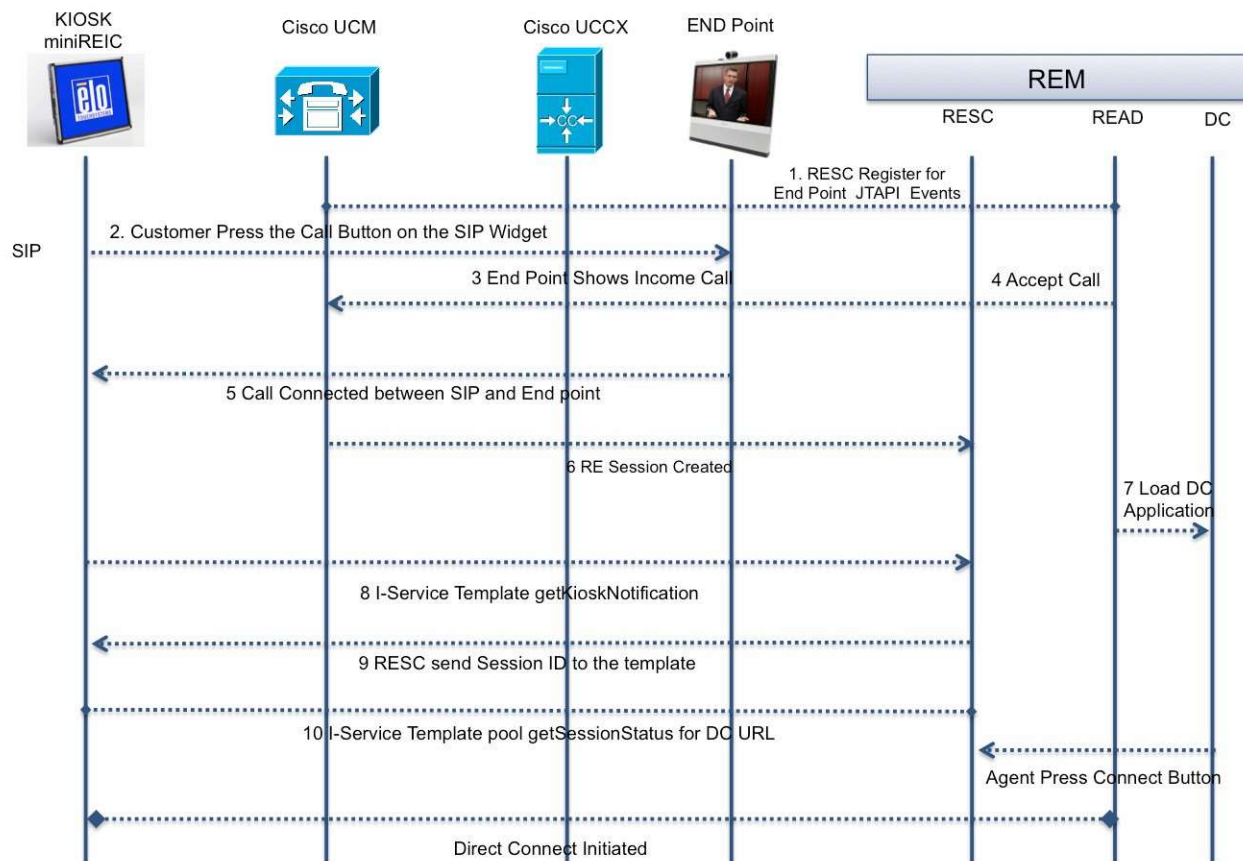 KIOSK
miniREIC
Cisco UCM
Cisco UCCX
END Point
REM
RESC
READ
DC
elo
TOUCHSYSTEMS
CC
1. RESC Register for
End Point JTAPI Events
SIP
2. Customer Press the Call Button on the SIP Widget
3 End Point Shows Income Call
4 Accept Call
5 Call Connected between SIP and End point
6 RE Session Created
7 Load DC
Application
8 I-Service Template getKioskNotification
9 RESC send Session ID to the template
10 I-Service Template pool getSessionStatus for DC URL
Agent Press Connect Button
Direct Connect Initiated